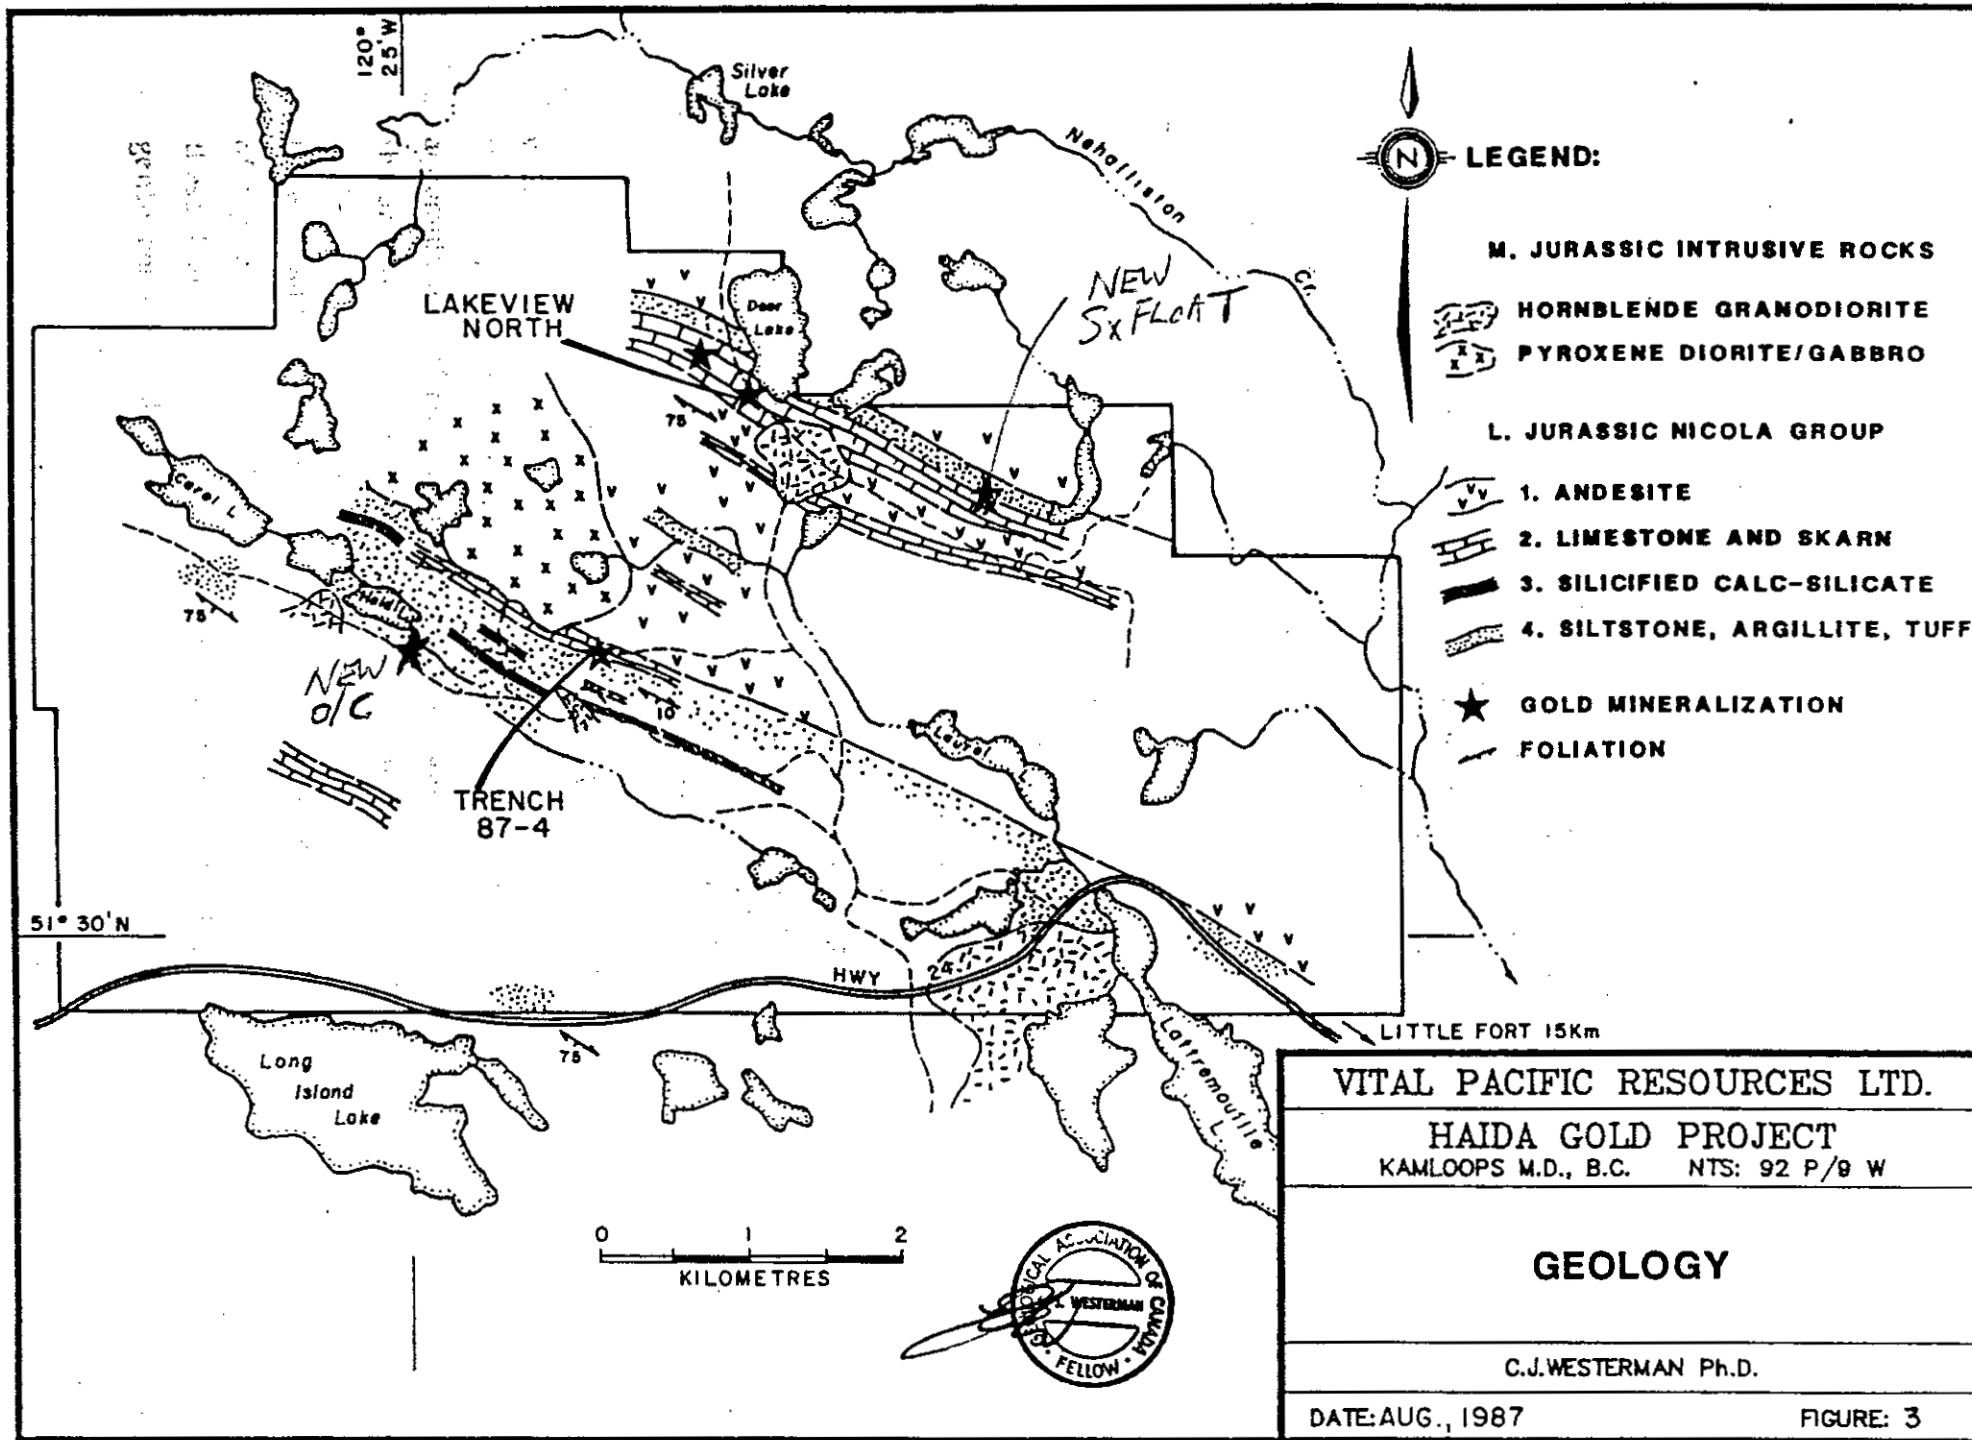 120°
25'W
Silver
Lake
Nehalliston
Cr.
LEGEND:
N
M. JURASSIC INTRUSIVE ROCKS
HORNBLENDE GRANODIORITE
x x x PYROXENE DIORITE/GABBRO
L. JURASSIC NICOLA GROUP
v v v 1. ANDESITE
2. LIMESTONE AND SKARN
3. SILICIFIED CALC-SILICATE
4. SILTSTONE, ARGILLITE, TUFF
GOLD MINERALIZATION
FOLIATION
LAKEVIEW
NORTH
Deer
Lake
NEW
Sx FLOAT
75
Carol L
Haidi L
75
NEW
O/C
10
TRENCH
87-4
Laurel
51° 30'N
HWY 24
75
Long
Island
Lake
Lattremouille
L
LITTLE FORT 15Km
0 1 2
KILOMETRES
GEOLOGICAL ASSOCIATION OF CANADA
WESTERMAN
FELLOW
VITAL PACIFIC RESOURCES LTD.
HAIDA GOLD PROJECT
KAMLOOPS M.D., B.C. NTS: 92 P/9 W
GEOLOGY
C.J.WESTERMAN Ph.D.
DATE: AUG., 1987 FIGURE: 3